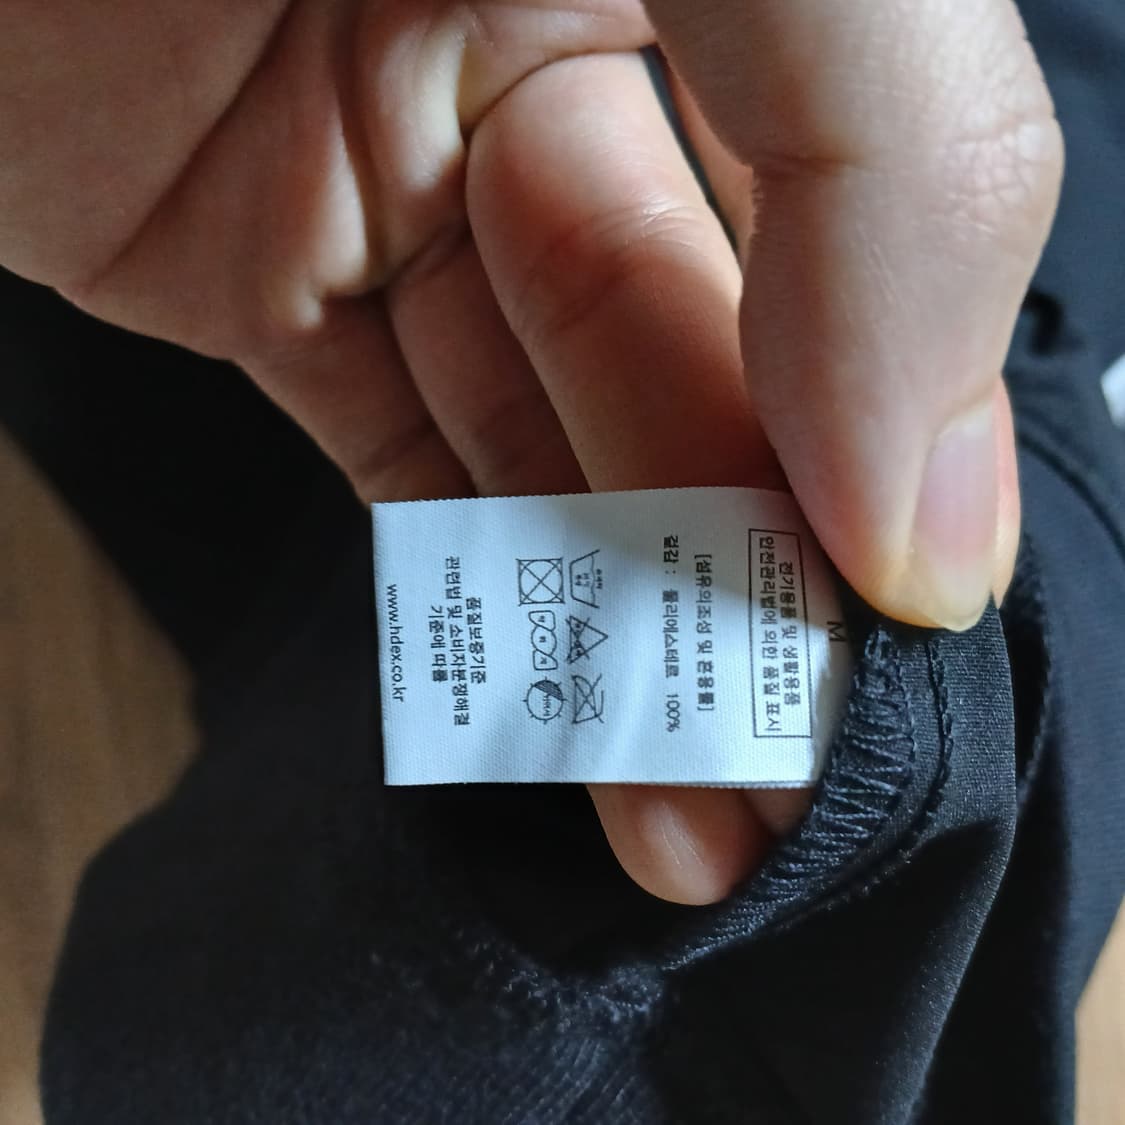 M
전기용품 및 생활용품
안전관리법에 의한 품질 표시
[섬유의조성 및 혼용률]
겉감 : 폴리에스테르 100%
품질보증기준
관련법 및 소비자분쟁해결
기준에 따름
www.hdex.co.kr